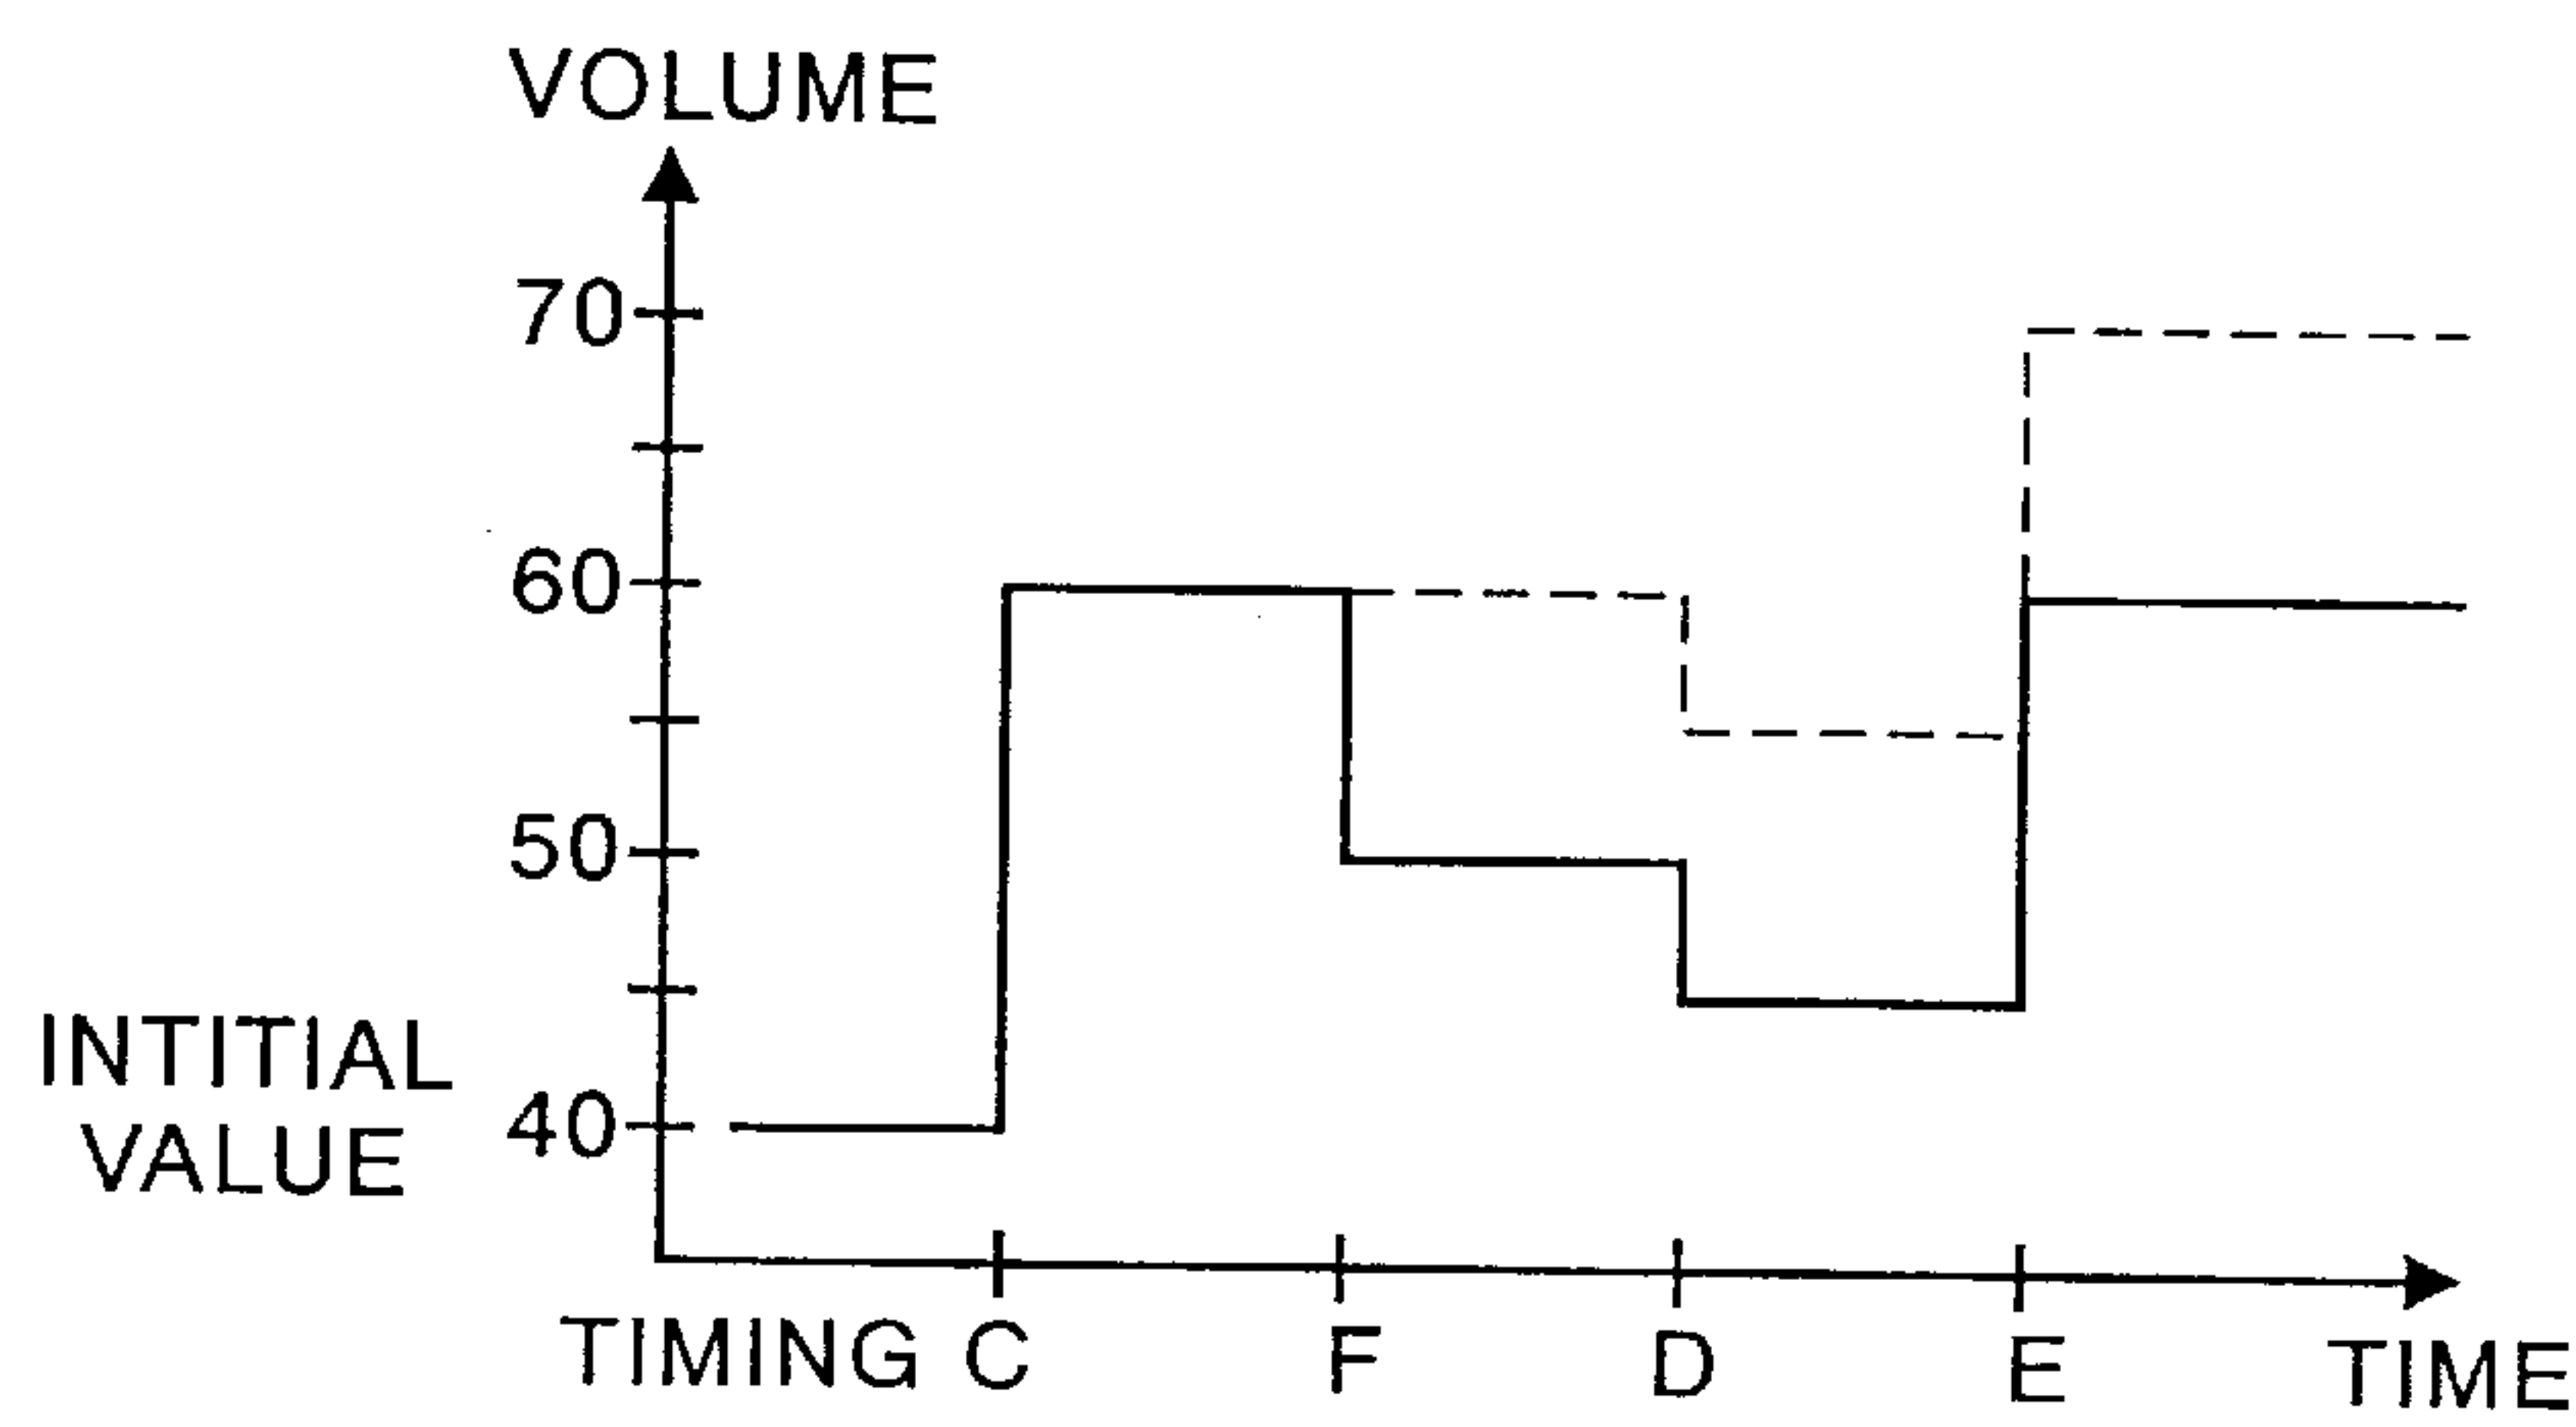 VOLUME
70
60
50
INTITIAL
VALUE
40
TIMING C F D E TIME